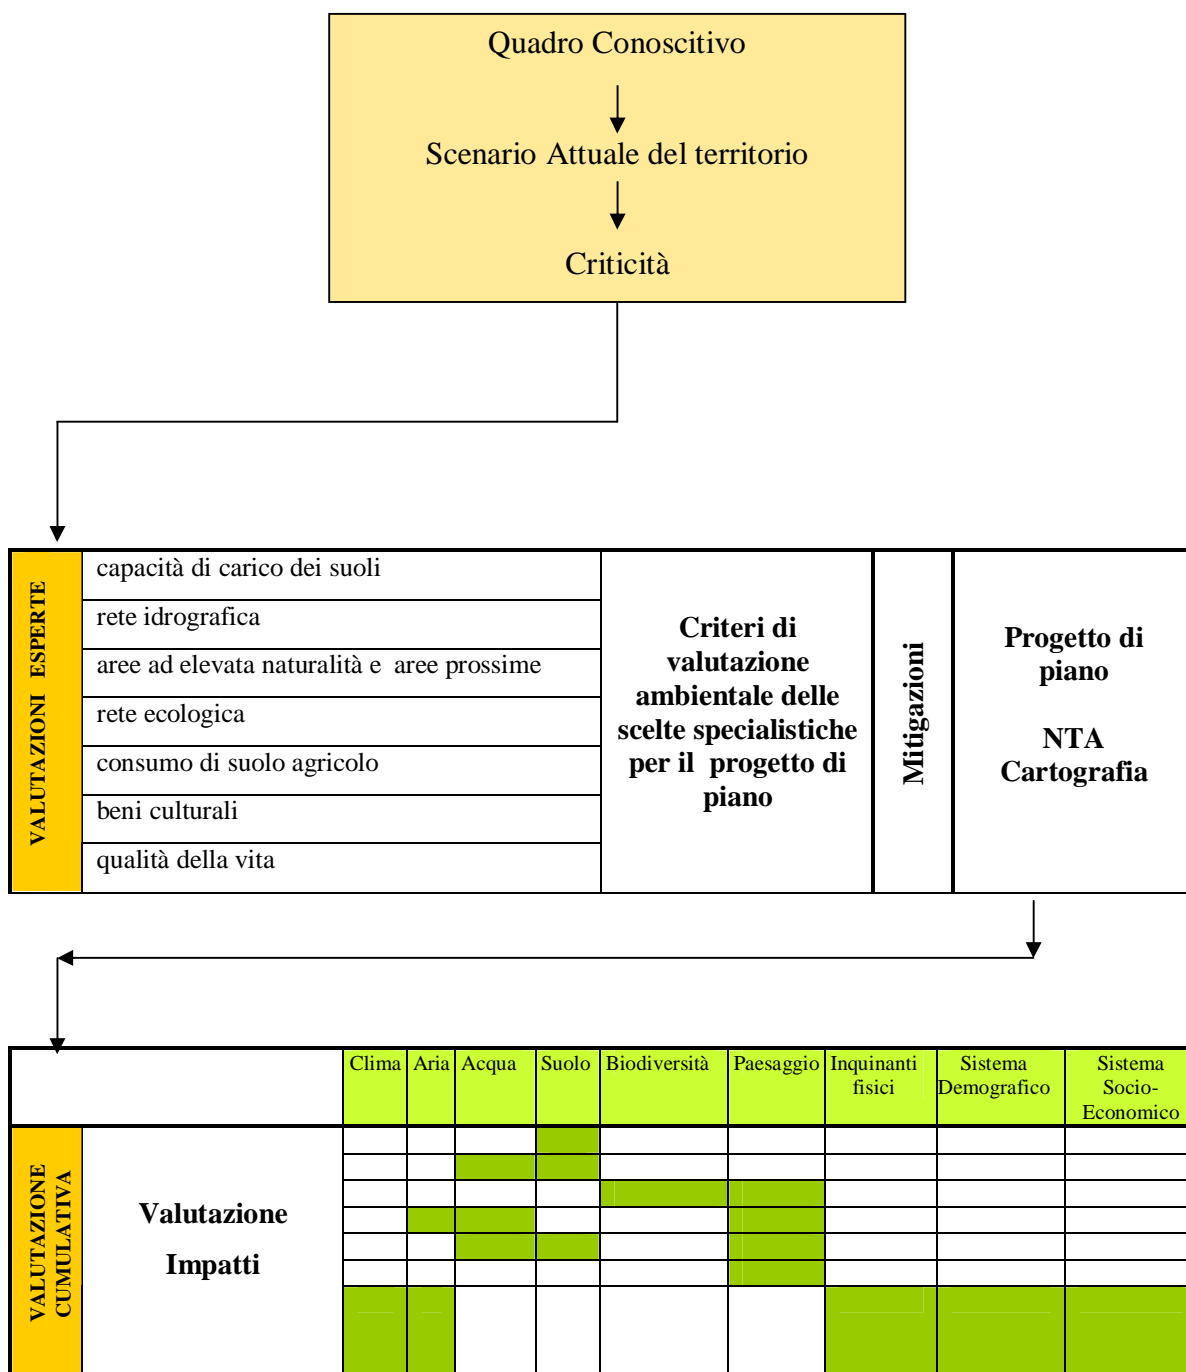 Quadro Conoscitivo
Scenario Attuale del territorio
Criticità
VALUTAZIONI ESPERTE
capacità di carico dei suoli
rete idrografica
aree ad elevata naturalità e aree prossime
rete ecologica
consumo di suolo agricolo
beni culturali
qualità della vita
Criteri di
valutazione
ambientale delle
scelte specialistiche
per il progetto di
piano
Mitigazioni
Progetto di
piano
NTA
Cartografia
Clima
Aria
Acqua
Suolo
Biodiversità
Paesaggio
Inquinanti
fisici
Sistema
Demografico
Sistema
Socio-
Economico
VALUTAZIONE
CUMULATIVA
Valutazione
Impatti